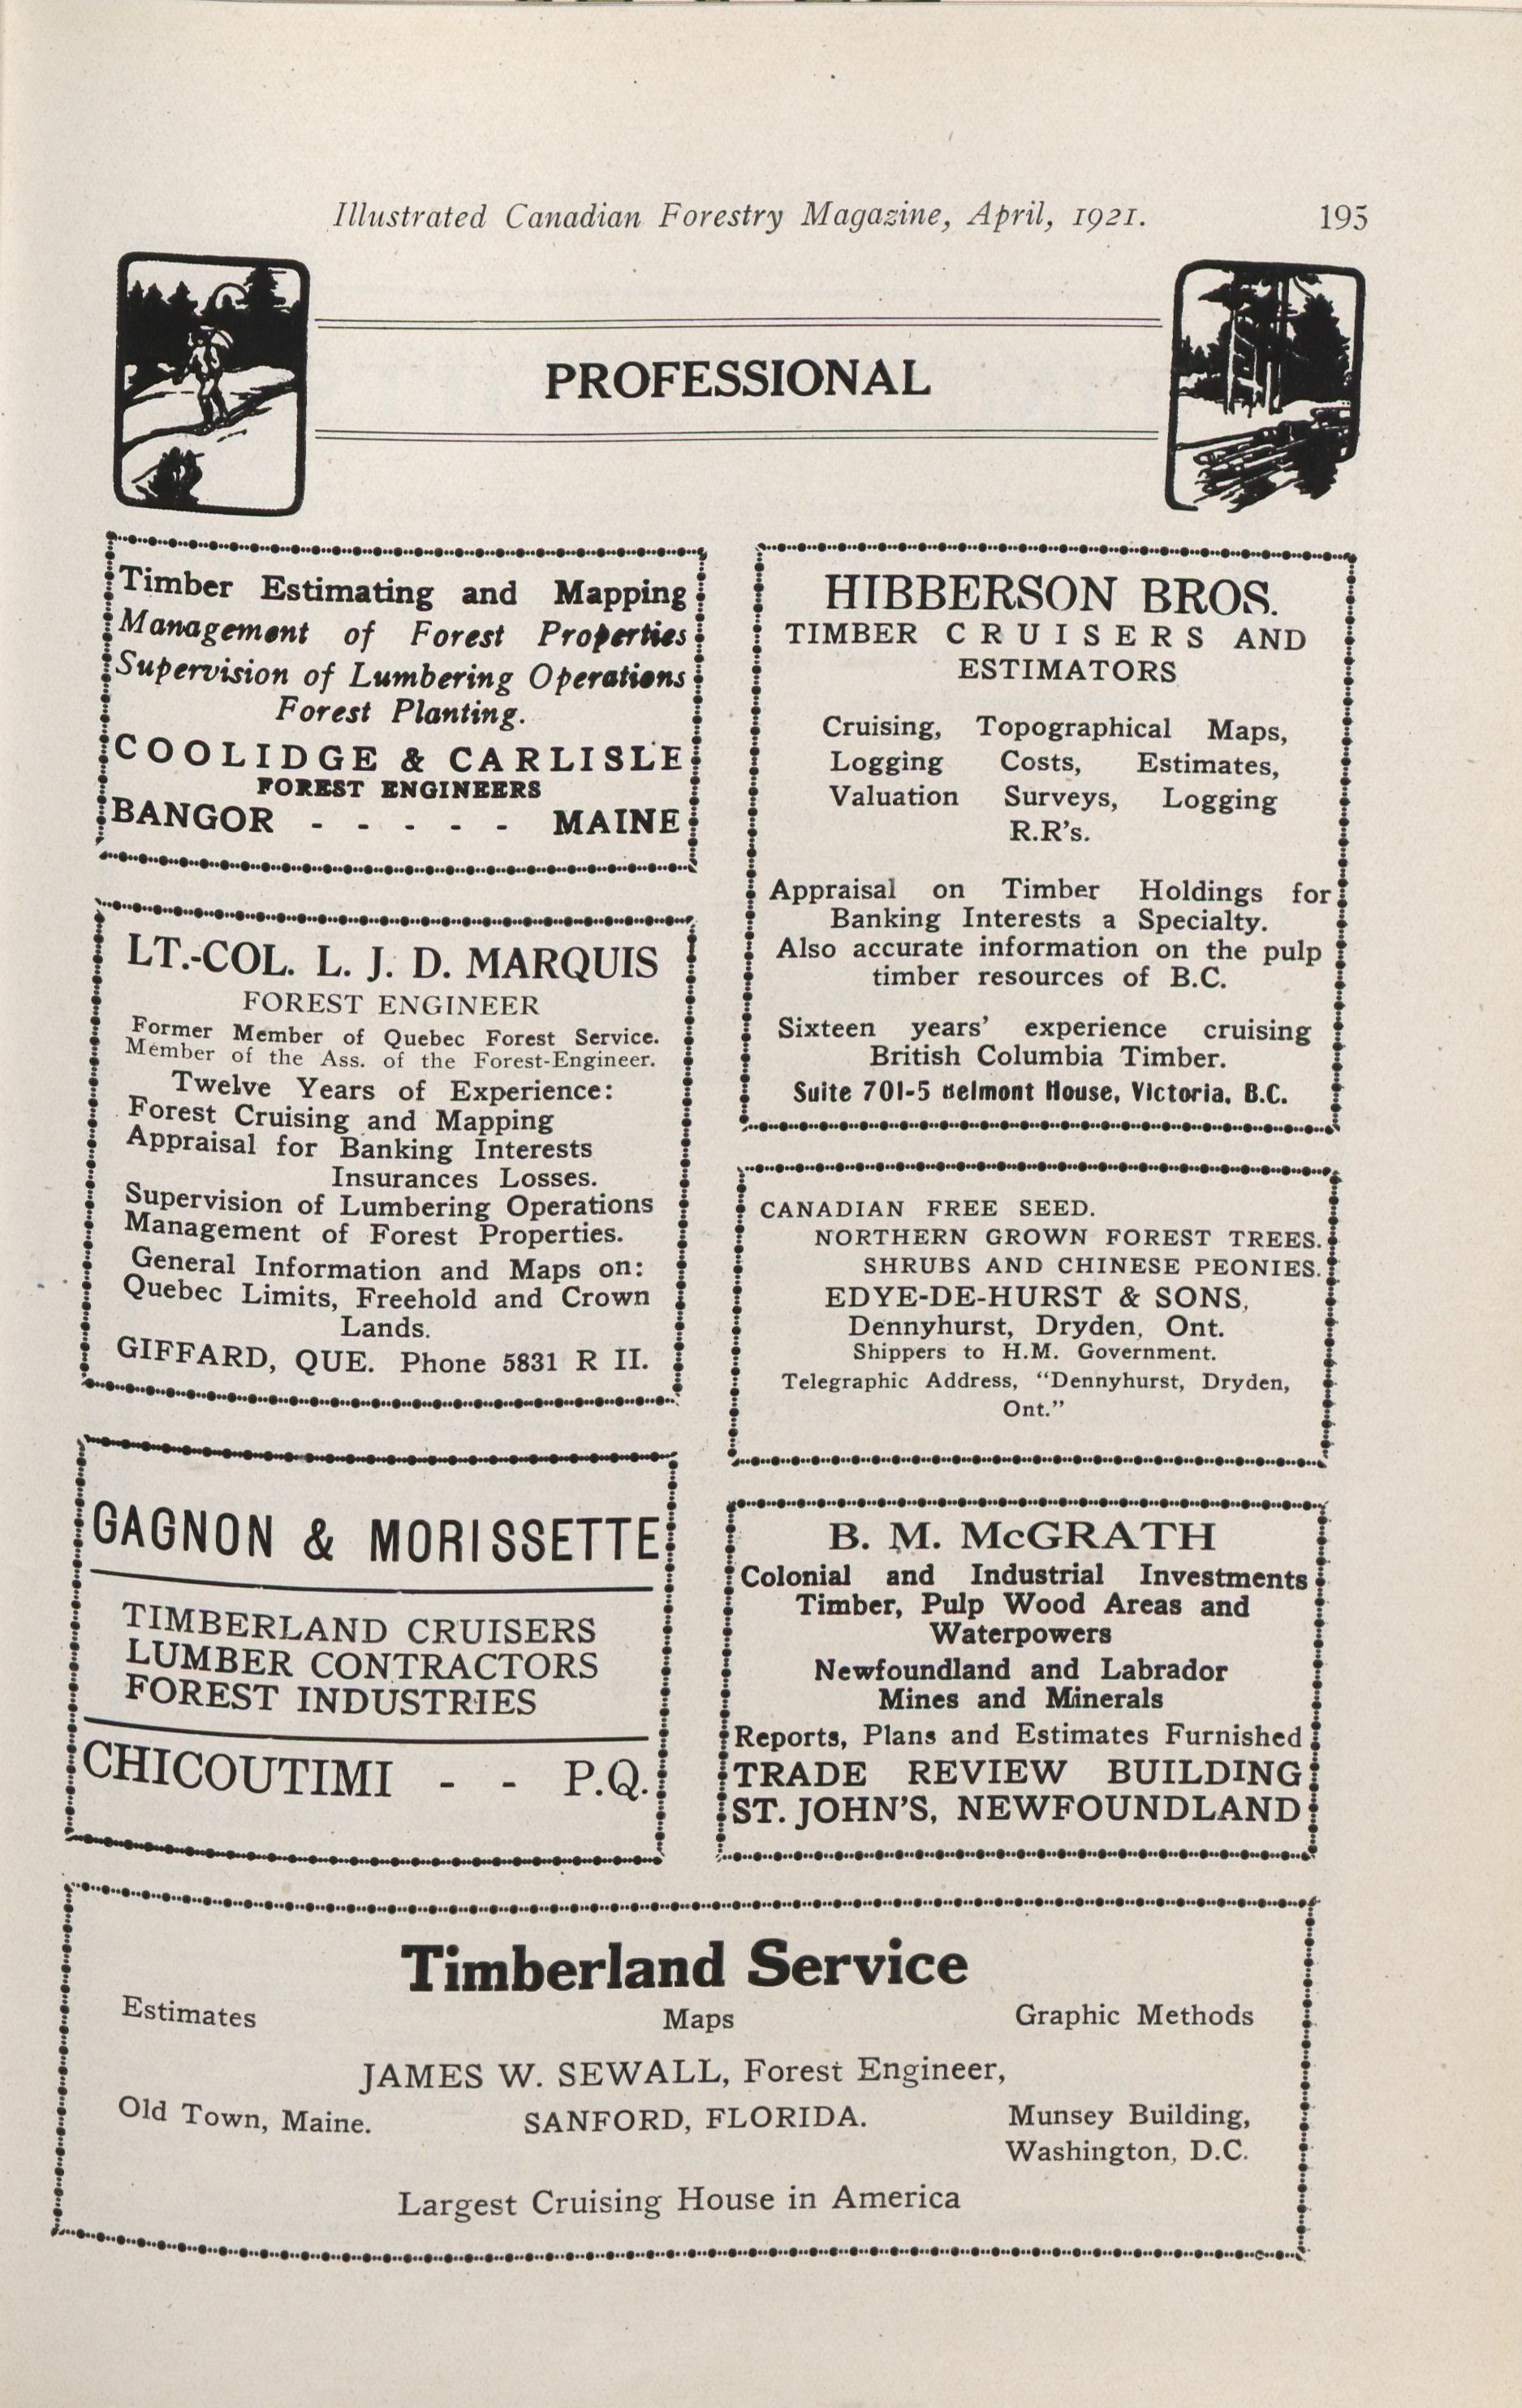 Illustrated Canadian Forestry Magazine, April, 1921. 195
PROFESSIONAL
Timber Estimating and Mapping
Management of Forest Properties
Supervision of Lumbering Operations
Forest Planting.
COOLIDGE & CARLISLE
FOREST ENGINEERS
BANGOR - - - - - MAINE
LT.-COL. L. J. D. MARQUIS
FOREST ENGINEER
Former Member of Quebec Forest Service.
Member of the Ass. of the Forest-Engineer.
Twelve Years of Experience:
Forest Cruising and Mapping
Appraisal for Banking Interests
Insurances Losses.
Supervision of Lumbering Operations
Management of Forest Properties.
General Information and Maps on:
Quebec Limits, Freehold and Crown
Lands.
GIFFARD, QUE. Phone 5831 R II.
GAGNON & MORISSETTE
TIMBERLAND CRUISERS
LUMBER CONTRACTORS
FOREST INDUSTRIES
CHICOUTIMI - - P.Q.
HIBBERSON BROS.
TIMBER CRUISERS AND
ESTIMATORS
Cruising, Topographical Maps,
Logging Costs, Estimates,
Valuation Surveys, Logging
R.R's.
Appraisal on Timber Holdings for
Banking Interests a Specialty.
Also accurate information on the pulp
timber resources of B.C.
Sixteen years' experience cruising
British Columbia Timber.
Suite 701-5 Belmont House, Victoria, B.C.
CANADIAN FREE SEED.
NORTHERN GROWN FOREST TREES.
SHRUBS AND CHINESE PEONIES.
EDYE-DE-HURST & SONS,
Dennyhurst, Dryden, Ont.
Shippers to H.M. Government.
Telegraphic Address, "Dennyhurst, Dryden,
Ont."
B. M. McGRATH
Colonial and Industrial Investments
Timber, Pulp Wood Areas and
Waterpowers
Newfoundland and Labrador
Mines and Minerals
Reports, Plans and Estimates Furnished
TRADE REVIEW BUILDING
ST. JOHN'S, NEWFOUNDLAND
Timberland Service
Estimates Maps Graphic Methods
JAMES W. SEWALL, Forest Engineer,
Old Town, Maine. SANFORD, FLORIDA. Munsey Building,
Washington, D.C.
Largest Cruising House in America